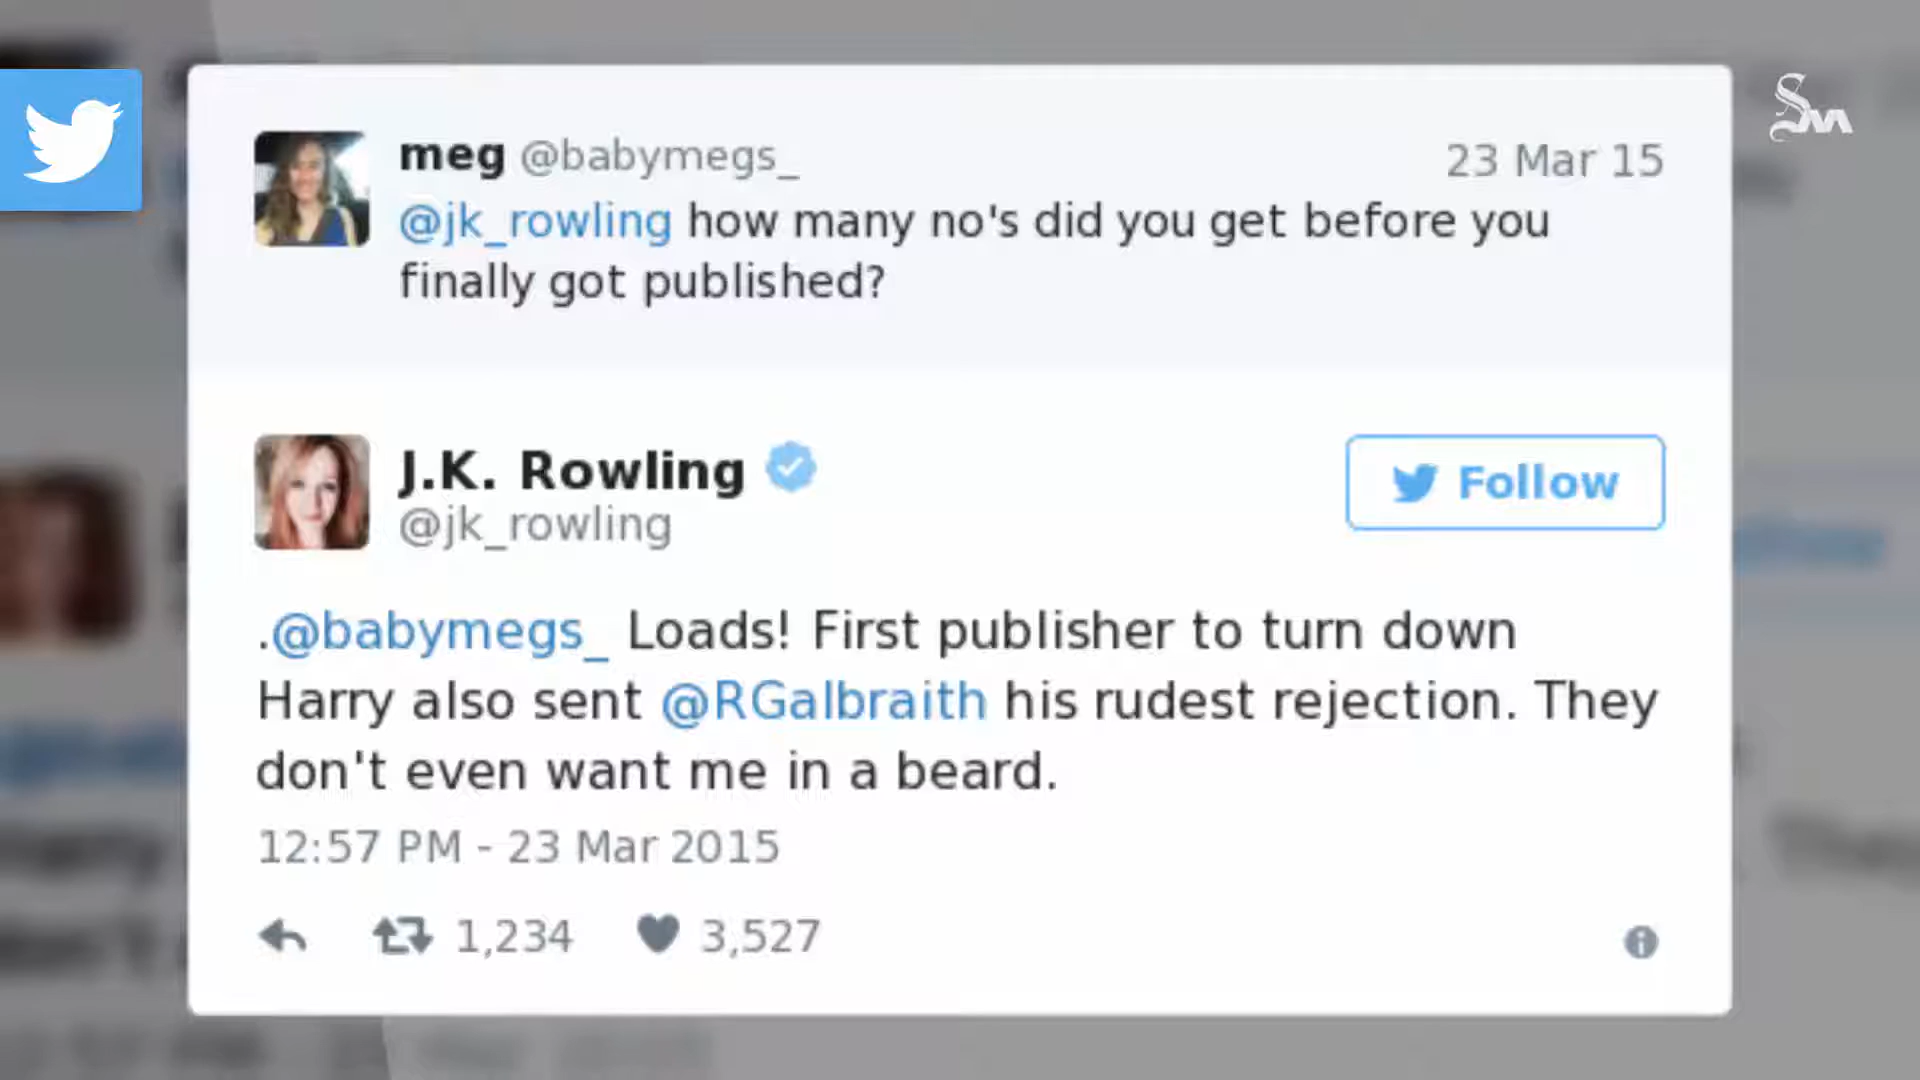 meg @babymegs_ 23 Mar 15
@jk_rowling how many no's did you get before you
finally got published?
J.K. Rowling
@jk_rowling
Follow
.@babymegs_ Loads! First publisher to turn down
Harry also sent @RGalbraith his rudest rejection. They
don't even want me in a beard.
12:57 PM - 23 Mar 2015
1,234 3,527
Sm